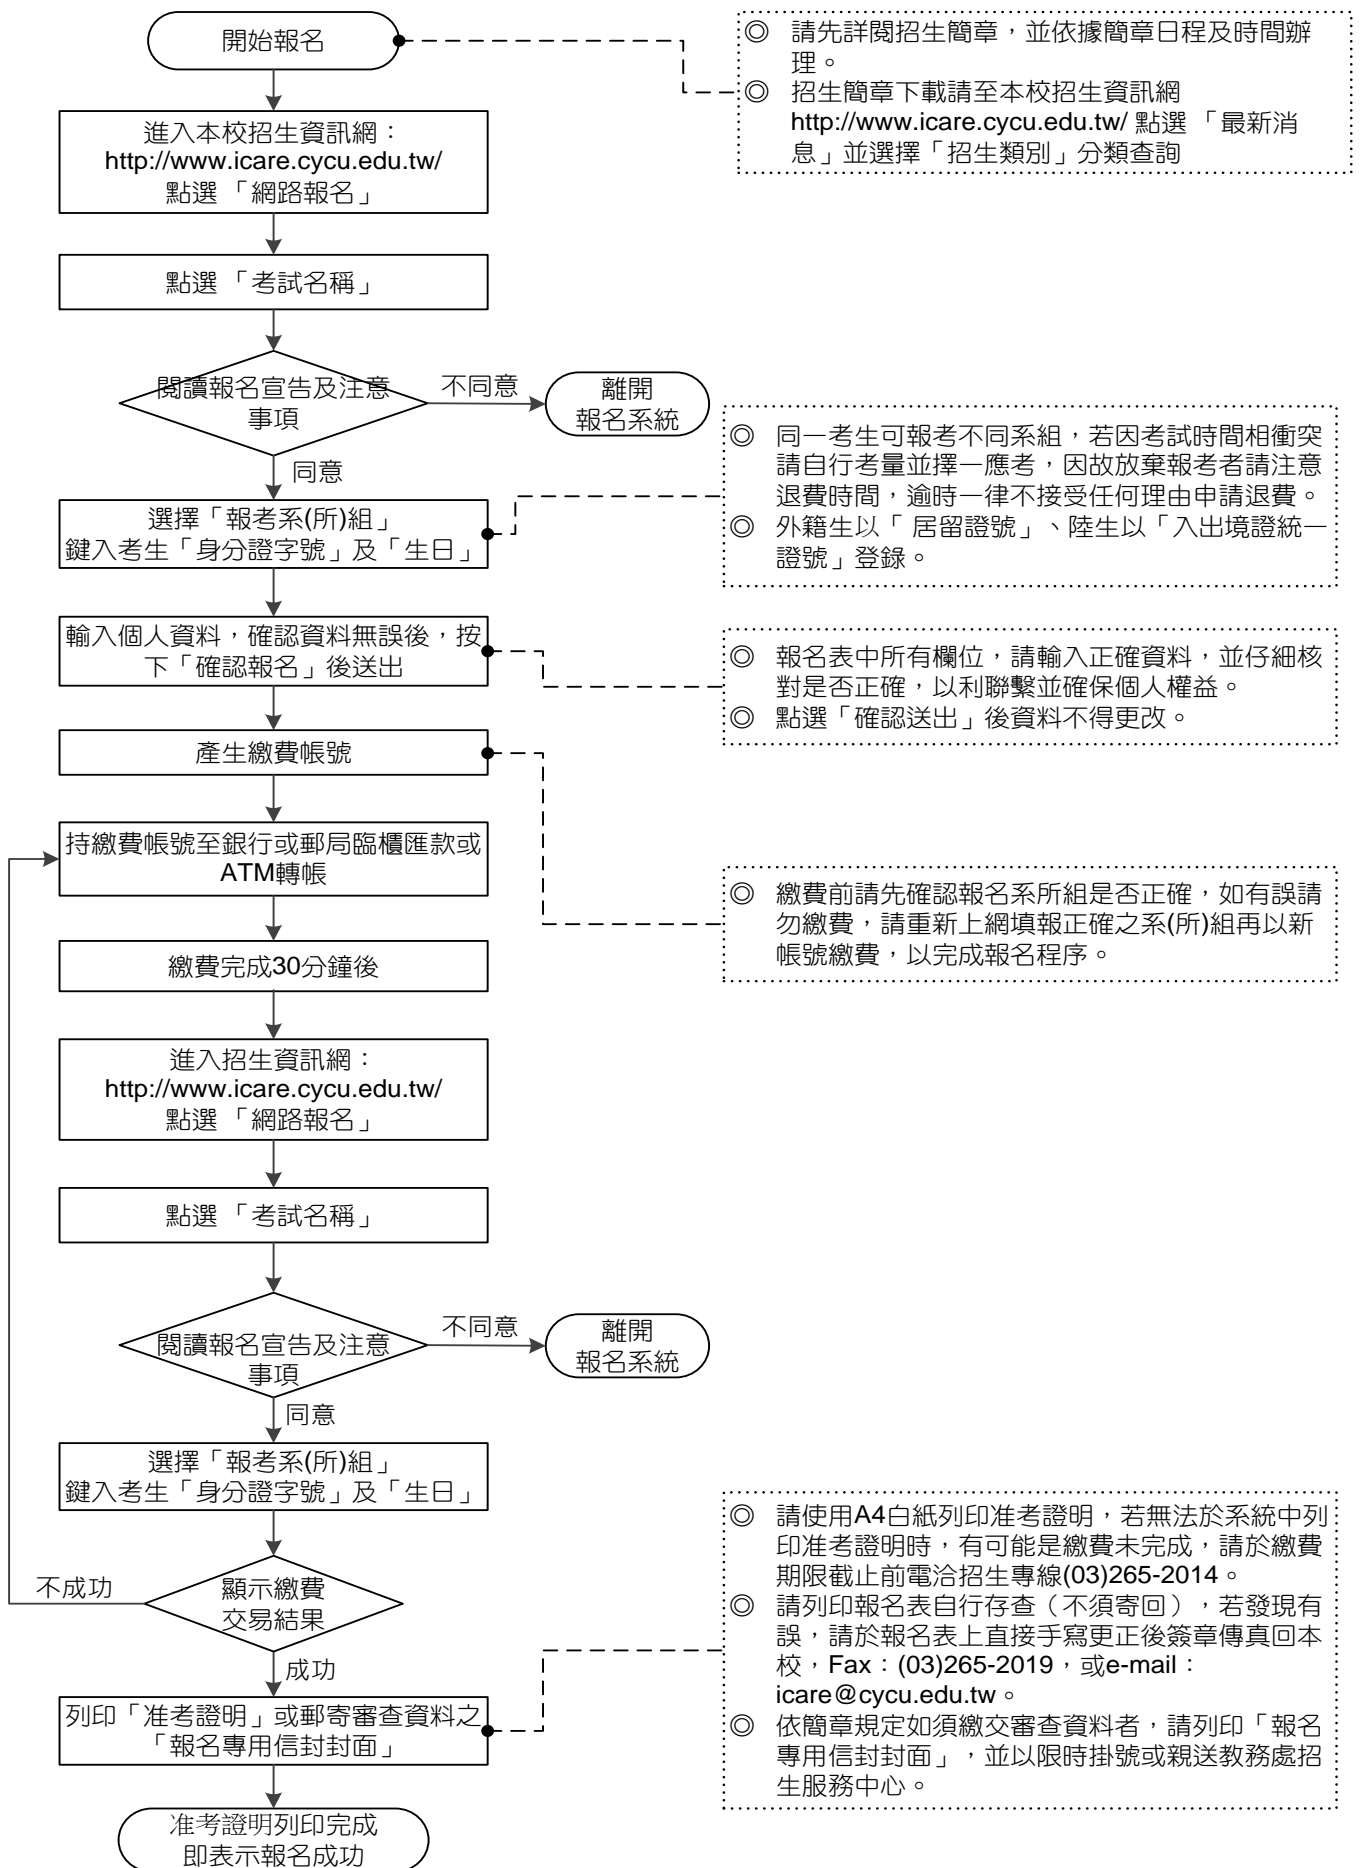 開始報名
◎ 請先詳閱招生簡章，並依據簡章日程及時間辦
理。
◎ 招生簡章下載請至本校招生資訊網
http://www.icare.cycu.edu.tw/ 點選 「最新消
息」並選擇「招生類別」分類查詢
進入本校招生資訊網：
http://www.icare.cycu.edu.tw/
點選 「網路報名」
點選 「考試名稱」
閱讀報名宣告及注意
事項
不同意
離開
報名系統
同意
◎ 同一考生可報考不同系組，若因考試時間相衝突
請自行考量並擇一應考，因故放棄報考者請注意
退費時間，逾時一律不接受任何理由申請退費。
◎ 外籍生以「 居留證號」、陸生以「入出境證統一
證號」登錄。
選擇「報考系(所)組」
鍵入考生「身分證字號」及「生日」
輸入個人資料，確認資料無誤後，按
下「確認報名」後送出
◎ 報名表中所有欄位，請輸入正確資料，並仔細核
對是否正確，以利聯繫並確保個人權益。
◎ 點選「確認送出」後資料不得更改。
產生繳費帳號
持繳費帳號至銀行或郵局臨櫃匯款或
ATM轉帳
◎ 繳費前請先確認報名系所組是否正確，如有誤請
勿繳費，請重新上網填報正確之系(所)組再以新
帳號繳費，以完成報名程序。
繳費完成30分鐘後
進入招生資訊網：
http://www.icare.cycu.edu.tw/
點選 「網路報名」
點選 「考試名稱」
閱讀報名宣告及注意
事項
不同意
離開
報名系統
同意
選擇「報考系(所)組」
鍵入考生「身分證字號」及「生日」
顯示繳費
交易結果
不成功
成功
◎ 請使用A4白紙列印准考證明，若無法於系統中列
印准考證明時，有可能是繳費未完成，請於繳費
期限截止前電洽招生專線(03)265-2014。
◎ 請列印報名表自行存查（不須寄回），若發現有
誤，請於報名表上直接手寫更正後簽章傳真回本
校，Fax：(03)265-2019，或e-mail：
icare@cycu.edu.tw。
◎ 依簡章規定如須繳交審查資料者，請列印「報名
專用信封封面」，並以限時掛號或親送教務處招
生服務中心。
列印「准考證明」或郵寄審查資料之
「報名專用信封封面」
准考證明列印完成
即表示報名成功